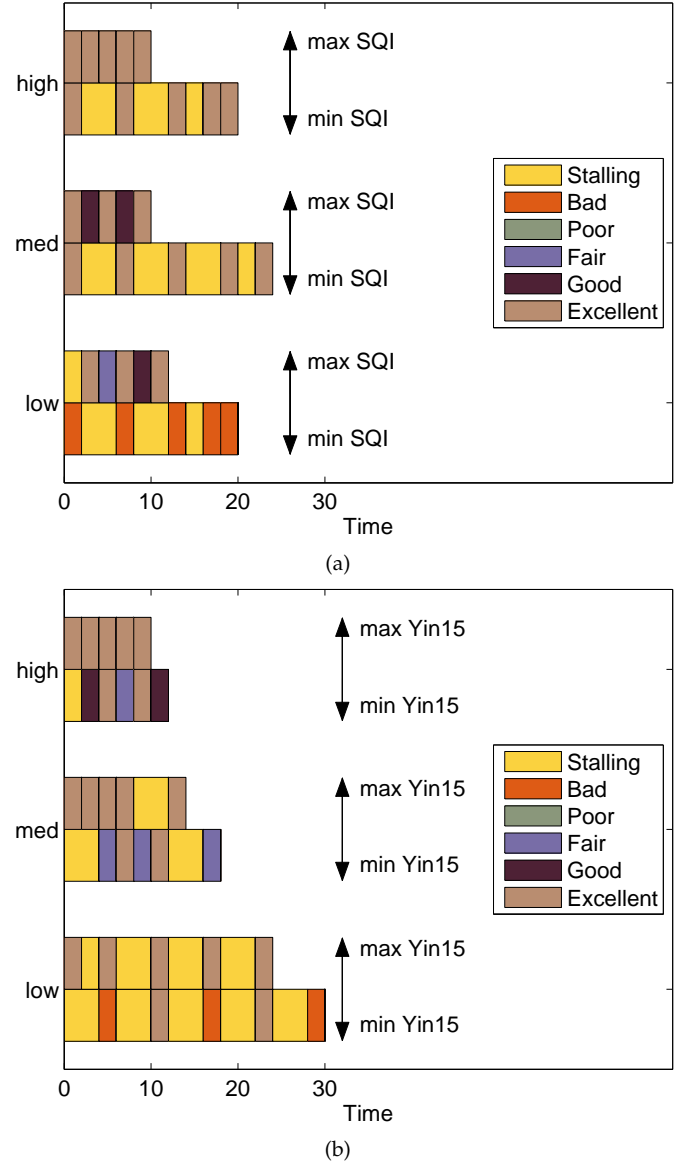 max SQI
high
min SQI
max SQI
med
min SQI
max SQI
low
min SQI
Stalling
Bad
Poor
Fair
Good
Excellent
0 10 20 30
Time
(a)
max Yin15
high
min Yin15
max Yin15
med
min Yin15
max Yin15
low
min Yin15
Stalling
Bad
Poor
Fair
Good
Excellent
0 10 20 30
Time
(b)